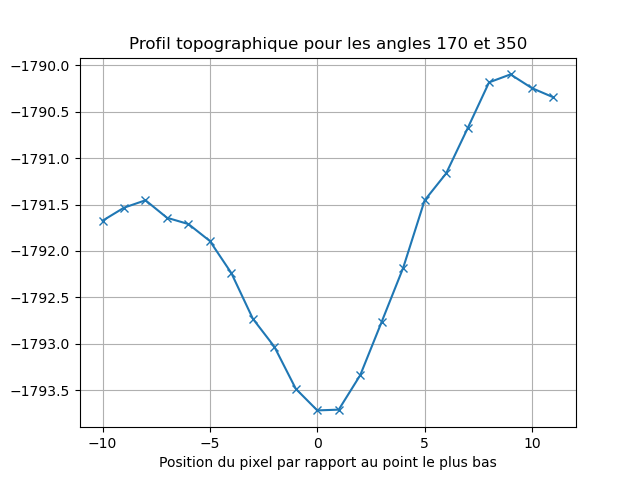 Profil topographique pour les angles 170 et 350
−1790.0
−1790.5
−1791.0
−1791.5
−1792.0
−1792.5
−1793.0
−1793.5
−10 −5 0 5 10
Position du pixel par rapport au point le plus bas